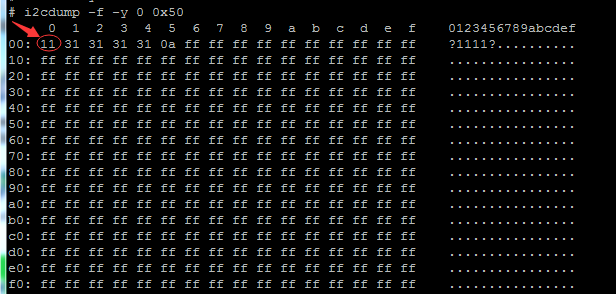 # i2cdump -f -y 0 0x50
     0  1  2  3  4  5  6  7  8  9  a  b  c  d  e  f    0123456789abcdef
00: 11 31 31 31 31 0a ff ff ff ff ff ff ff ff ff ff    ?1111?..........
10: ff ff ff ff ff ff ff ff ff ff ff ff ff ff ff ff    ................
20: ff ff ff ff ff ff ff ff ff ff ff ff ff ff ff ff    ................
30: ff ff ff ff ff ff ff ff ff ff ff ff ff ff ff ff    ................
40: ff ff ff ff ff ff ff ff ff ff ff ff ff ff ff ff    ................
50: ff ff ff ff ff ff ff ff ff ff ff ff ff ff ff ff    ................
60: ff ff ff ff ff ff ff ff ff ff ff ff ff ff ff ff    ................
70: ff ff ff ff ff ff ff ff ff ff ff ff ff ff ff ff    ................
80: ff ff ff ff ff ff ff ff ff ff ff ff ff ff ff ff    ................
90: ff ff ff ff ff ff ff ff ff ff ff ff ff ff ff ff    ................
a0: ff ff ff ff ff ff ff ff ff ff ff ff ff ff ff ff    ................
b0: ff ff ff ff ff ff ff ff ff ff ff ff ff ff ff ff    ................
c0: ff ff ff ff ff ff ff ff ff ff ff ff ff ff ff ff    ................
d0: ff ff ff ff ff ff ff ff ff ff ff ff ff ff ff ff    ................
e0: ff ff ff ff ff ff ff ff ff ff ff ff ff ff ff ff    ................
f0: ff ff ff ff ff ff ff ff ff ff ff ff ff ff ff ff    ................